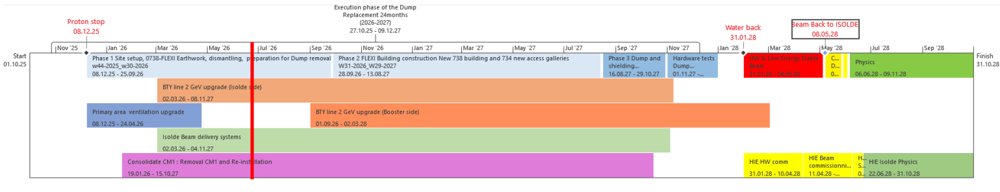 Execution phase of the Dump
Replacement 24months
(2026-2027)
27.10.25 - 09.12.27
Proton stop
08.12.25
Water back
31.01.28
Beam Back to ISOLDE
08.05.28
Nov '25
Jan '26
Mar '26
May '26
Jul '26
Sep '26
Nov '26
Jan '27
Mar '27
May '27
Jul '27
Sep '27
Nov '27
Jan '28
Mar '28
May '28
Jul '28
Sep '28
Start
01.10.25
Finish
31.10.28
Phase 1 Site setup, 0738-FLEXI Earthwork, dismantling, preparation for Dump removal
w44-2025_w30-2026
08.12.25 - 25.09.26
Phase 2 FLEXI Building construction New 738 building and 734 new access galleries
W31-2026_W29-2027
28.09.26 - 13.08.27
Phase 3 Dump and
shielding...
16.08.27 - 29.10.27
Hardware tests
Dump...
01.11.27 -...
HW & Low Energy Stable
Beam
31.01.28 - 04.05.28
C...
D...
0...
Physics
06.06.28 - 09.11.28
BTY line 2 GeV upgrade (Isolde side)
02.03.26 - 08.11.27
Primary area ventilation upgrade
08.12.25 - 24.04.26
BTY line 2 GeV upgrade (Booster side)
01.09.26 - 02.03.28
Isolde Beam delivery systems
02.03.26 - 04.11.27
Consolidate CM1 : Removal CM1 and Re-installation
19.01.26 - 15.10.27
HIE HW comm
31.01.28 - 10.04.28
HIE Beam
commissionni...
11.04.28 -...
H...
S...
0...
HIE Isolde Physics
22.06.28 - 31.10.28